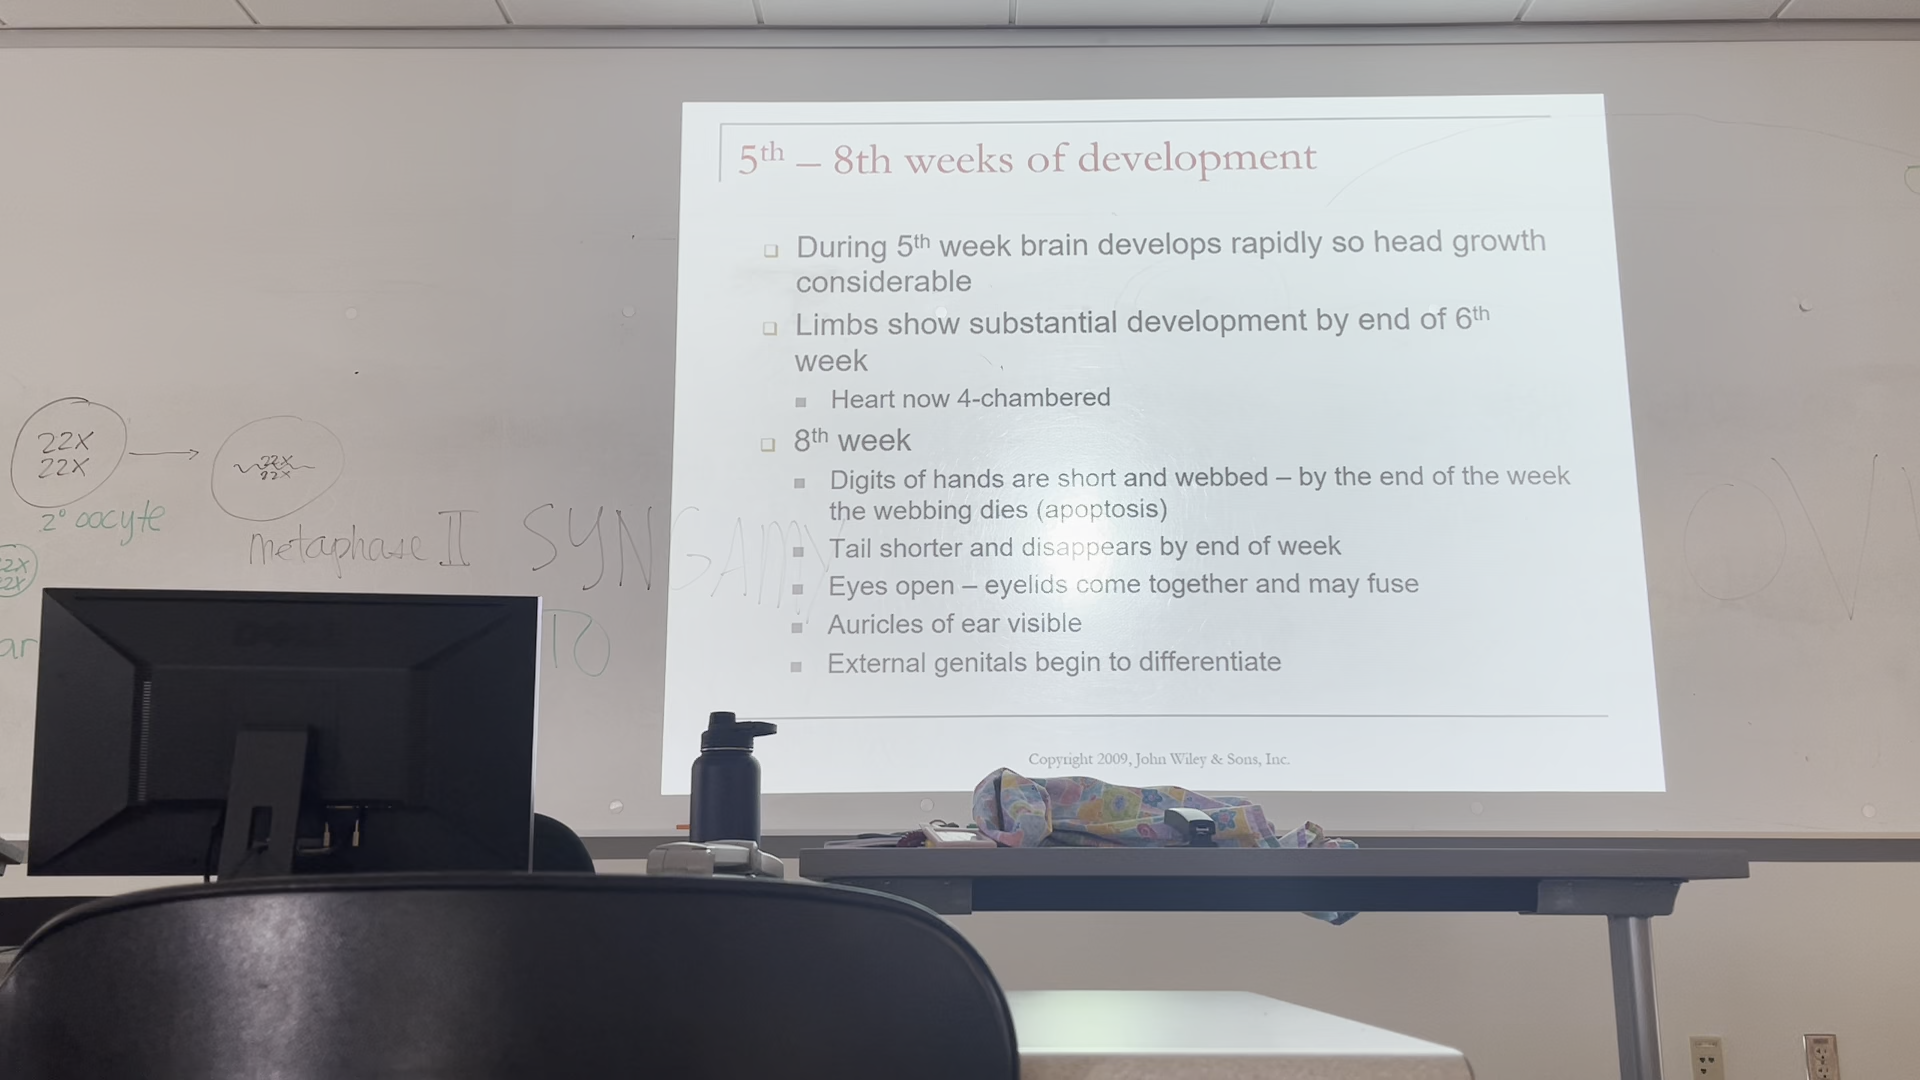 5th – 8th weeks of development
During 5th week brain develops rapidly so head growth
considerable
Limbs show substantial development by end of 6th
week
Heart now 4-chambered
8th week
Digits of hands are short and webbed – by the end of the week
the webbing dies (apoptosis)
Tail shorter and disappears by end of week
Eyes open – eyelids come together and may fuse
Auricles of ear visible
External genitals begin to differentiate
Copyright 2009, John Wiley & Sons, Inc.
22X
22X
2° oocyte
22X
22X
metaphase II
SYNGAMY
OV